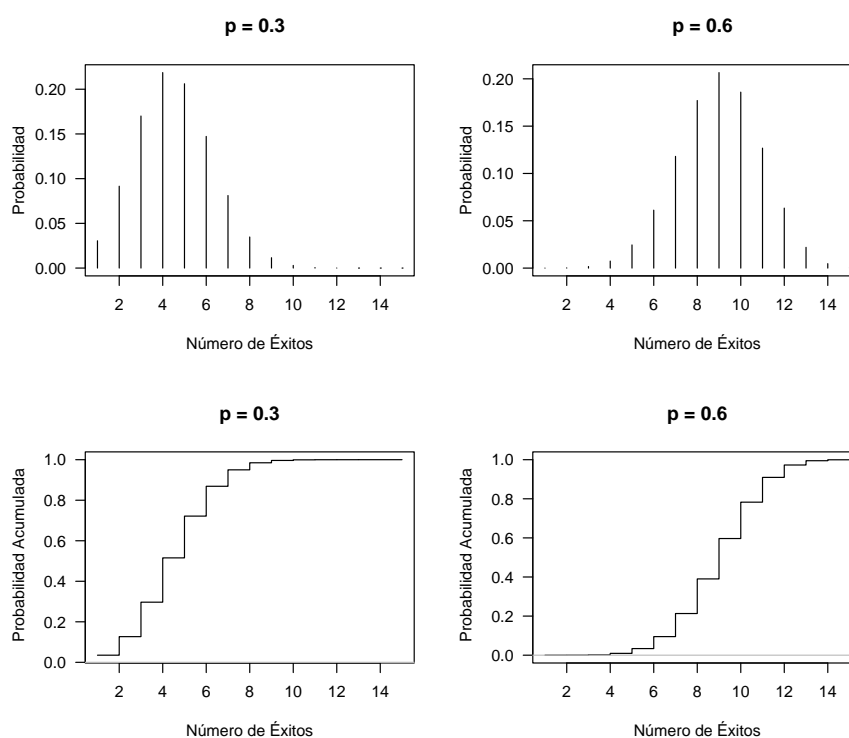 p = 0.3
Probabilidad
0.20
0.15
0.10
0.05
0.00
2 4 6 8 10 12 14
Número de Éxitos
p = 0.6
Probabilidad
0.20
0.15
0.10
0.05
0.00
2 4 6 8 10 12 14
Número de Éxitos
p = 0.3
Probabilidad Acumulada
1.0
0.8
0.6
0.4
0.2
0.0
2 4 6 8 10 12 14
Número de Éxitos
p = 0.6
Probabilidad Acumulada
1.0
0.8
0.6
0.4
0.2
0.0
2 4 6 8 10 12 14
Número de Éxitos